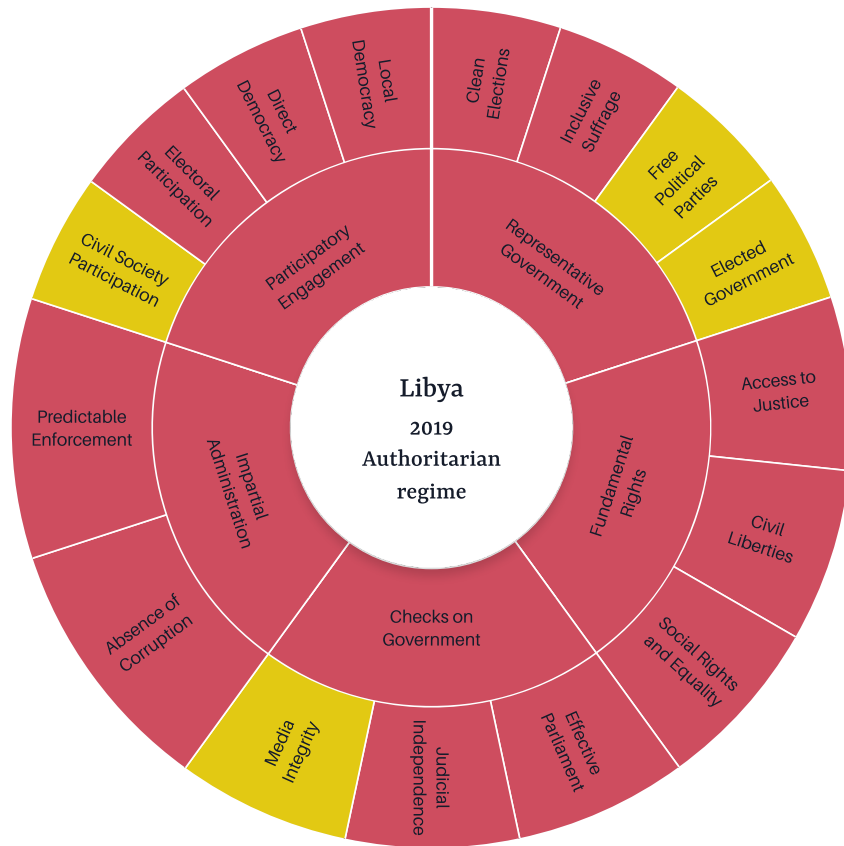 Libya
2019
Authoritarian
regime
Representative
Government
Clean
Elections
Inclusive
Suffrage
Free
Political
Parties
Elected
Government
Fundamental
Rights
Access to
Justice
Civil
Liberties
Social Rights
and Equality
Checks on
Government
Effective
Parliament
Judicial
Independence
Media
Integrity
Impartial
Administration
Absence of
Corruption
Predictable
Enforcement
Participatory
Engagement
Civil Society
Participation
Electoral
Participation
Direct
Democracy
Local
Democracy